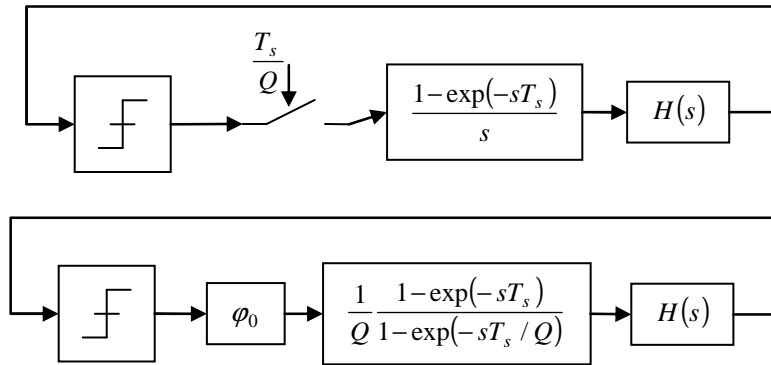 T_s
Q
1-exp(-sT_s)
s
H(s)
φ_0
1 1-exp(-sT_s)
Q 1-exp(-sT_s / Q)
H(s)